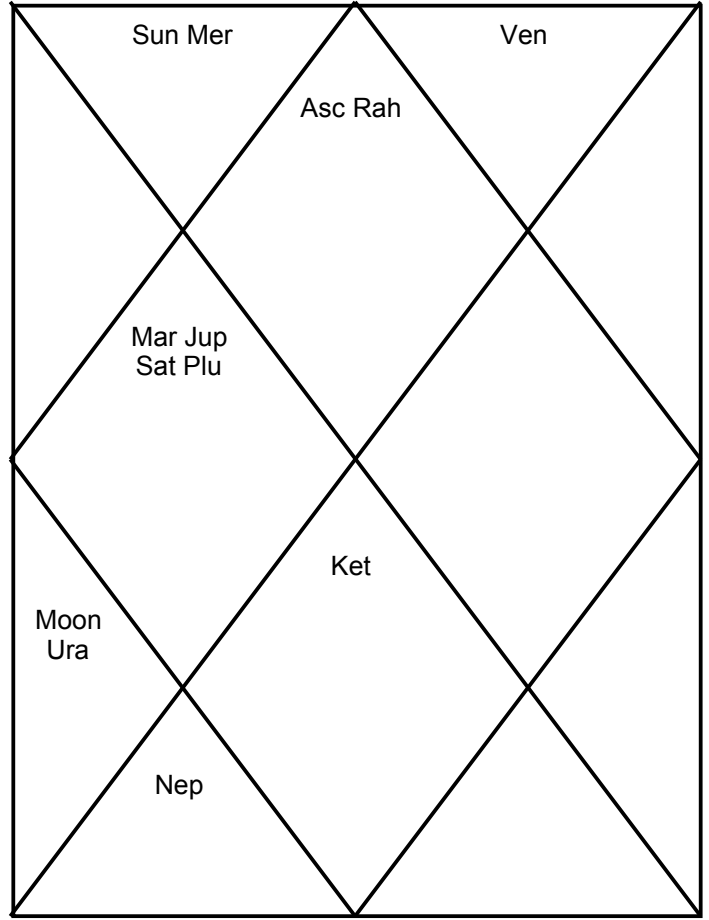 Sun Mer
Ven
Asc Rah
Mar Jup
Sat Plu
Ket
Moon
Ura
Nep